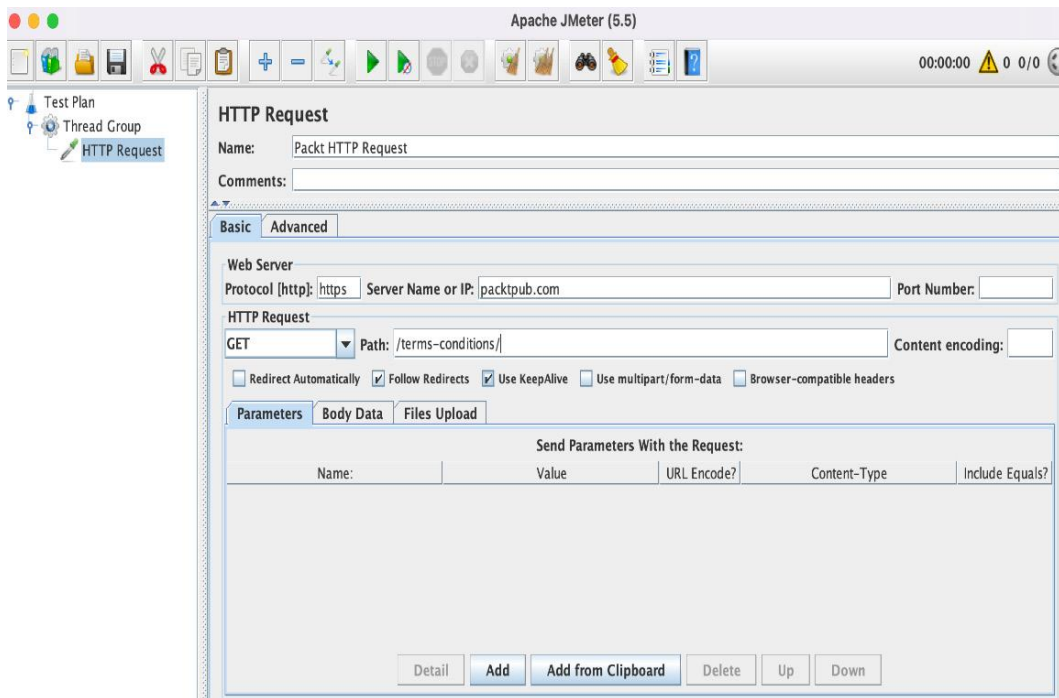 Apache JMeter (5.5)
STOP
?
00:00:00 0 0/0
Test Plan
Thread Group
HTTP Request
HTTP Request
Name: Packt HTTP Request
Comments:
Basic Advanced
Web Server
Protocol [http]: https Server Name or IP: packtpub.com Port Number:
HTTP Request
GET Path: /terms-conditions/ Content encoding:
Redirect Automatically Follow Redirects Use KeepAlive Use multipart/form-data Browser-compatible headers
Parameters Body Data Files Upload
Send Parameters With the Request:
Name: Value URL Encode? Content-Type Include Equals?
Detail Add Add from Clipboard Delete Up Down